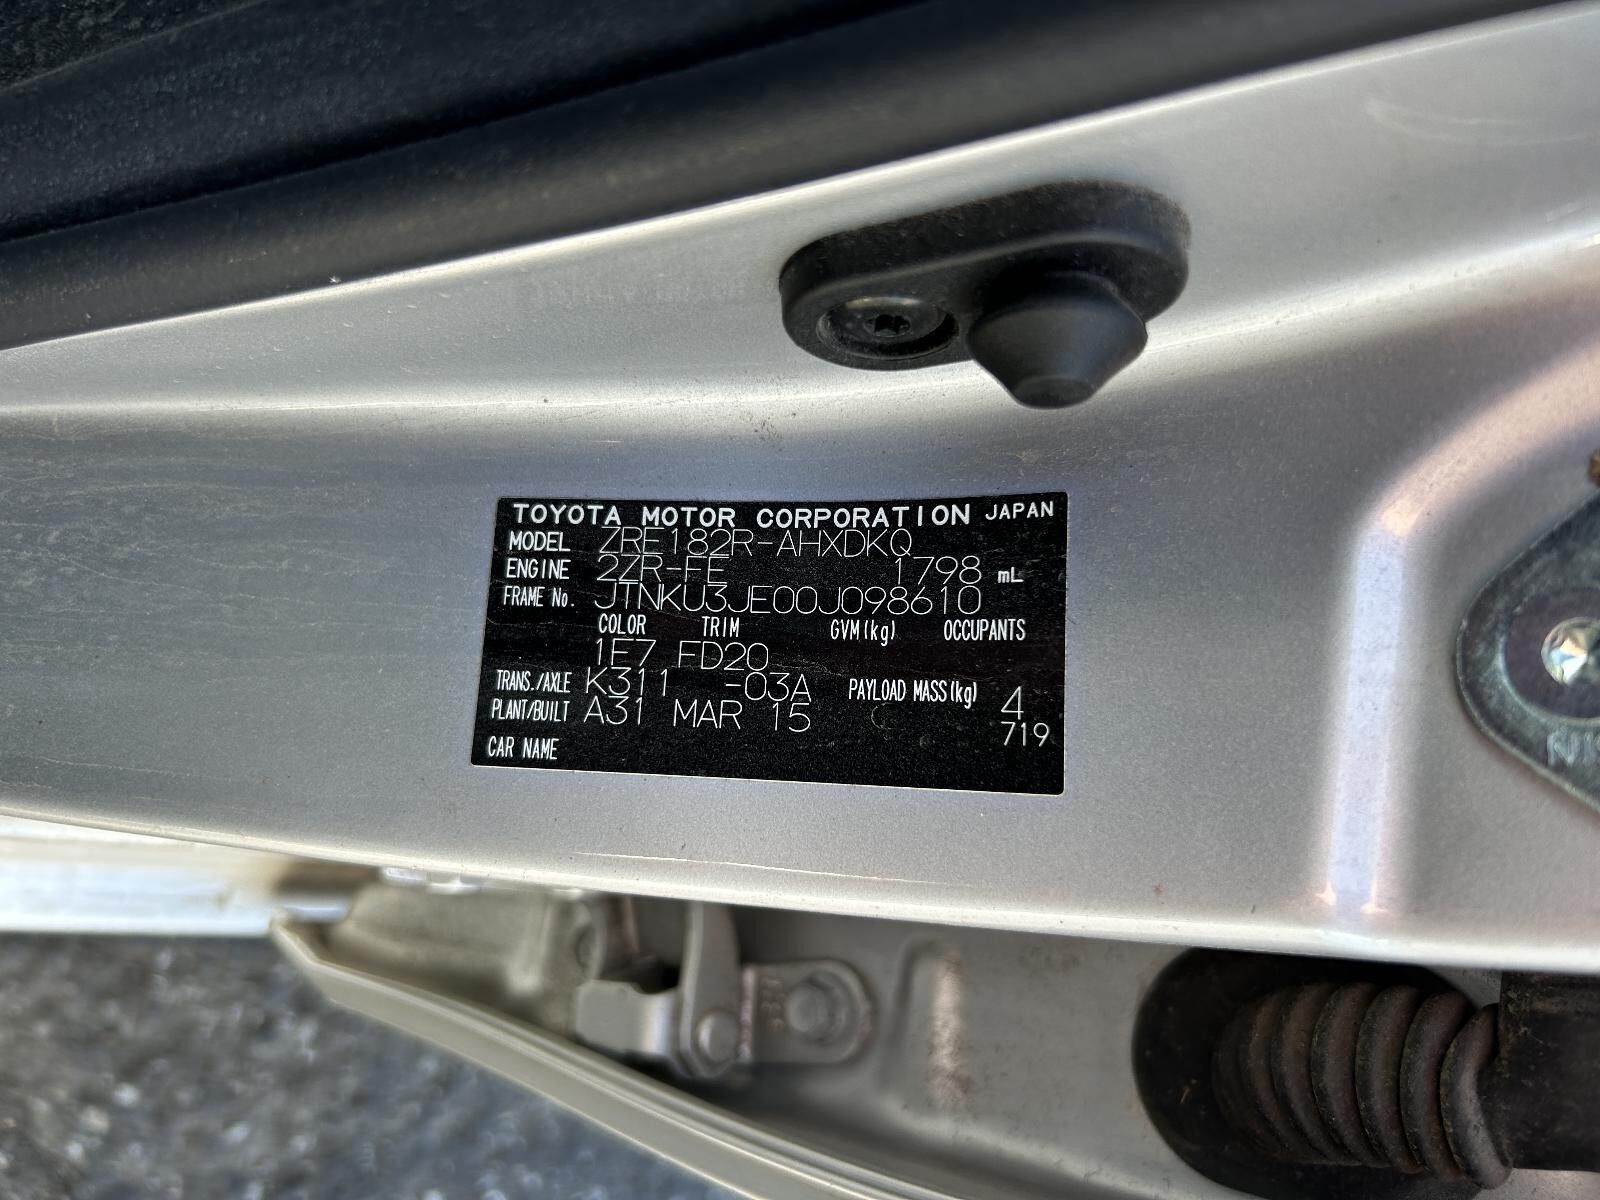 TOYOTA MOTOR CORPORATION JAPAN
MODEL ZRE182R-AHXDKQ
ENGINE 2ZR-FE 1798 mL
FRAME No. JTNKU3JE00J098610
COLOR TRIM GVM(kg) OCCUPANTS
1E7 FD20
TRANS./AXLE K311 -03A PAYLOAD MASS(kg) 4
PLANT/BUILT A31 MAR 15 719
CAR NAME